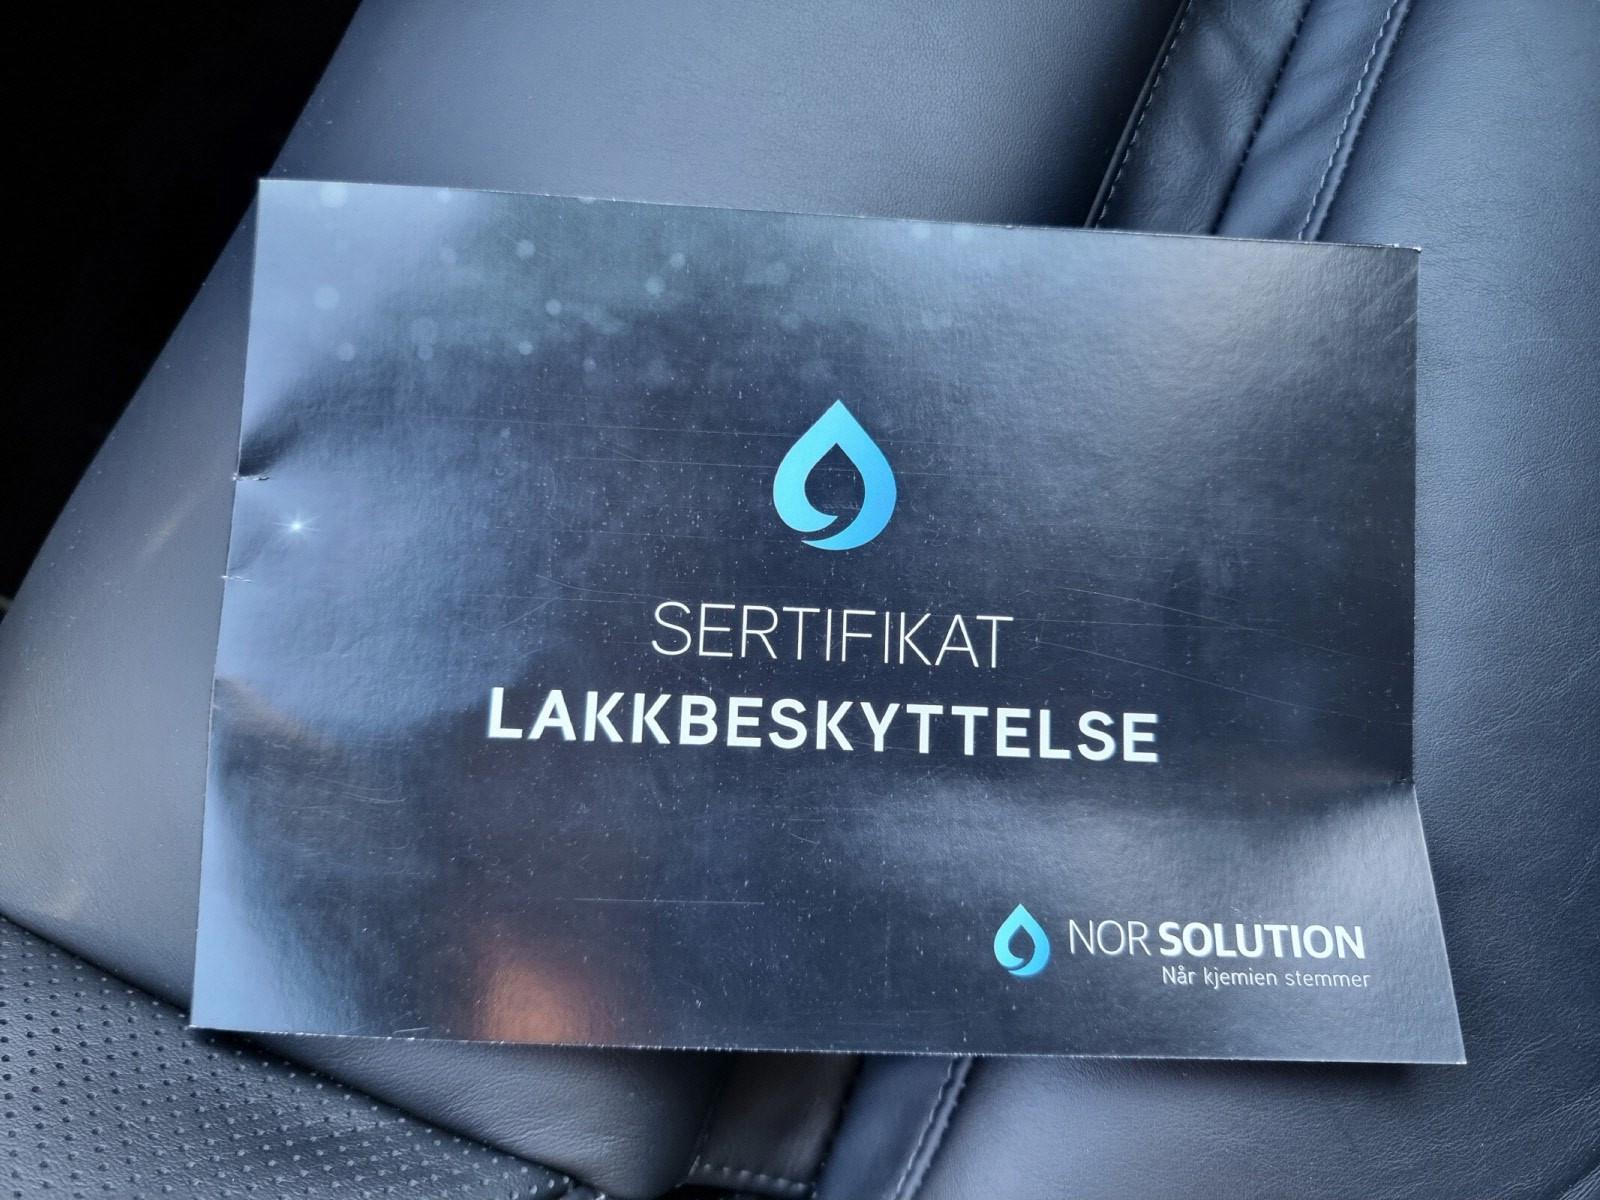 SERTIFIKAT
LAKKBESKYTTELSE
NOR SOLUTION
Når kjemien stemmer